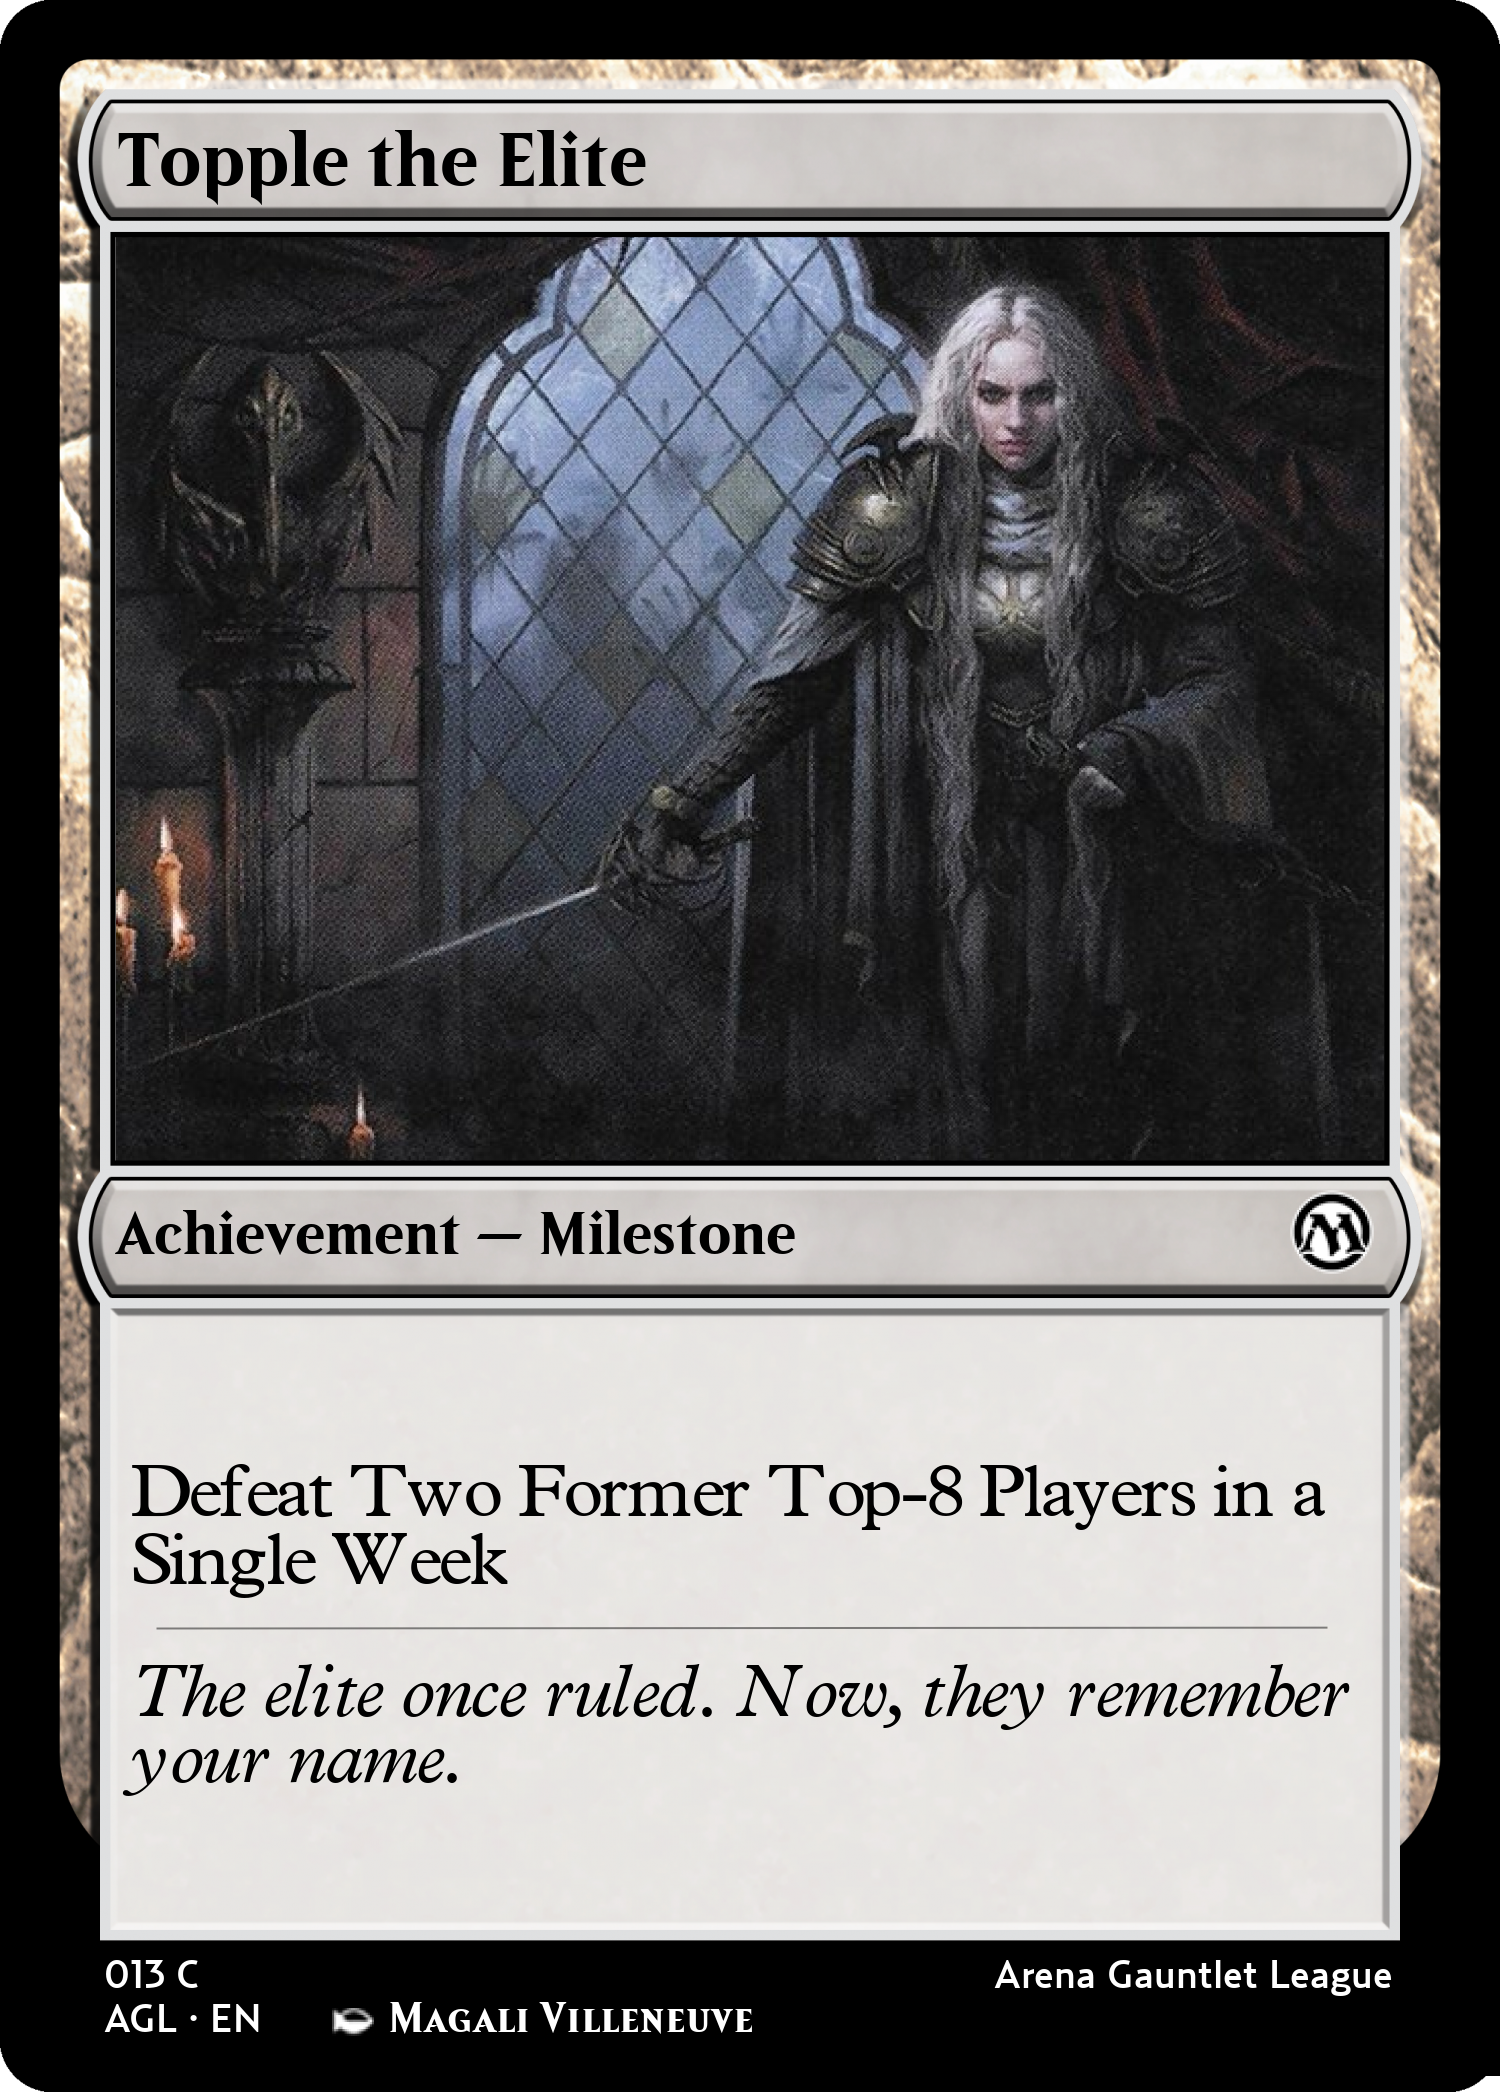 Topple the Elite
Achievement — Milestone
M
Defeat Two Former Top-8 Players in a
Single Week
The elite once ruled. Now, they remember
your name.
013 C
Arena Gauntlet League
AGL · EN
MAGALI VILLENEUVE